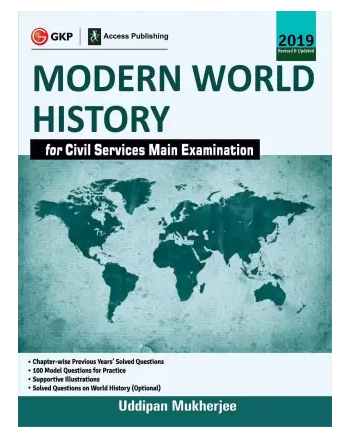 GKP Access Publishing
2019
Revised & Updated
MODERN WORLD
HISTORY
for Civil Services Main Examination
• Chapter-wise Previous Years' Solved Questions
• 100 Model Questions for Practice
• Supportive Illustrations
• Solved Questions on World History (Optional)
Uddipan Mukherjee